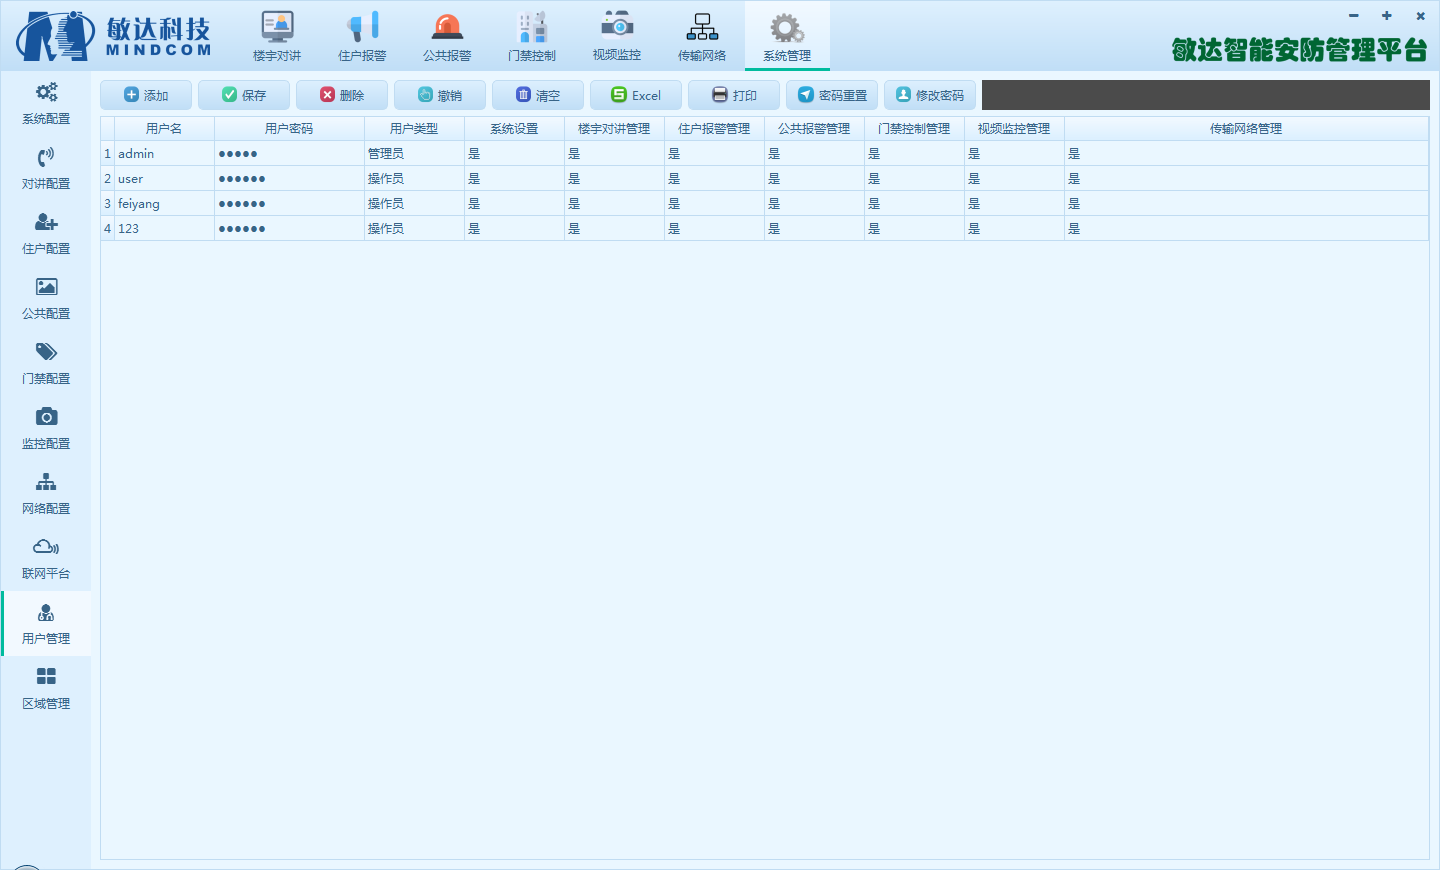 敏达科技
MINDCOM
楼宇对讲 住户报警 公共报警 门禁控制 视频监控 传输网络 系统管理
敏达智能安防管理平台
系统配置
对讲配置
住户配置
公共配置
门禁配置
监控配置
网络配置
联网平台
用户管理
区域管理
添加 保存 删除 撤销 清空 Excel 打印 密码重置 修改密码
用户名 用户密码 用户类型 系统设置 楼宇对讲管理 住户报警管理 公共报警管理 门禁控制管理 视频监控管理 传输网络管理
1 admin ●●●●● 管理员 是 是 是 是 是 是 是
2 user ●●●●●● 操作员 是 是 是 是 是 是 是
3 feiyang ●●●●●● 操作员 是 是 是 是 是 是 是
4 123 ●●●●●● 操作员 是 是 是 是 是 是 是